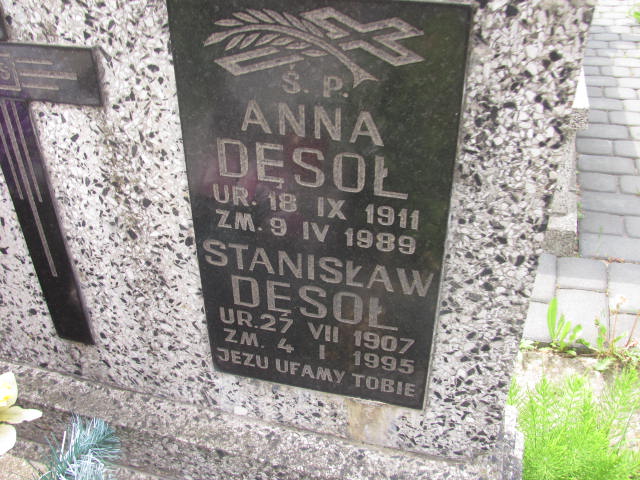 Ś. P.
ANNA
DĘSOŁ
UR. 18 IX 1911
ZM. 9 IV 1989
STANISŁAW
DĘSOŁ
UR. 27 VII 1907
ZM. 4 I 1995
JEZU UFAMY TOBIE